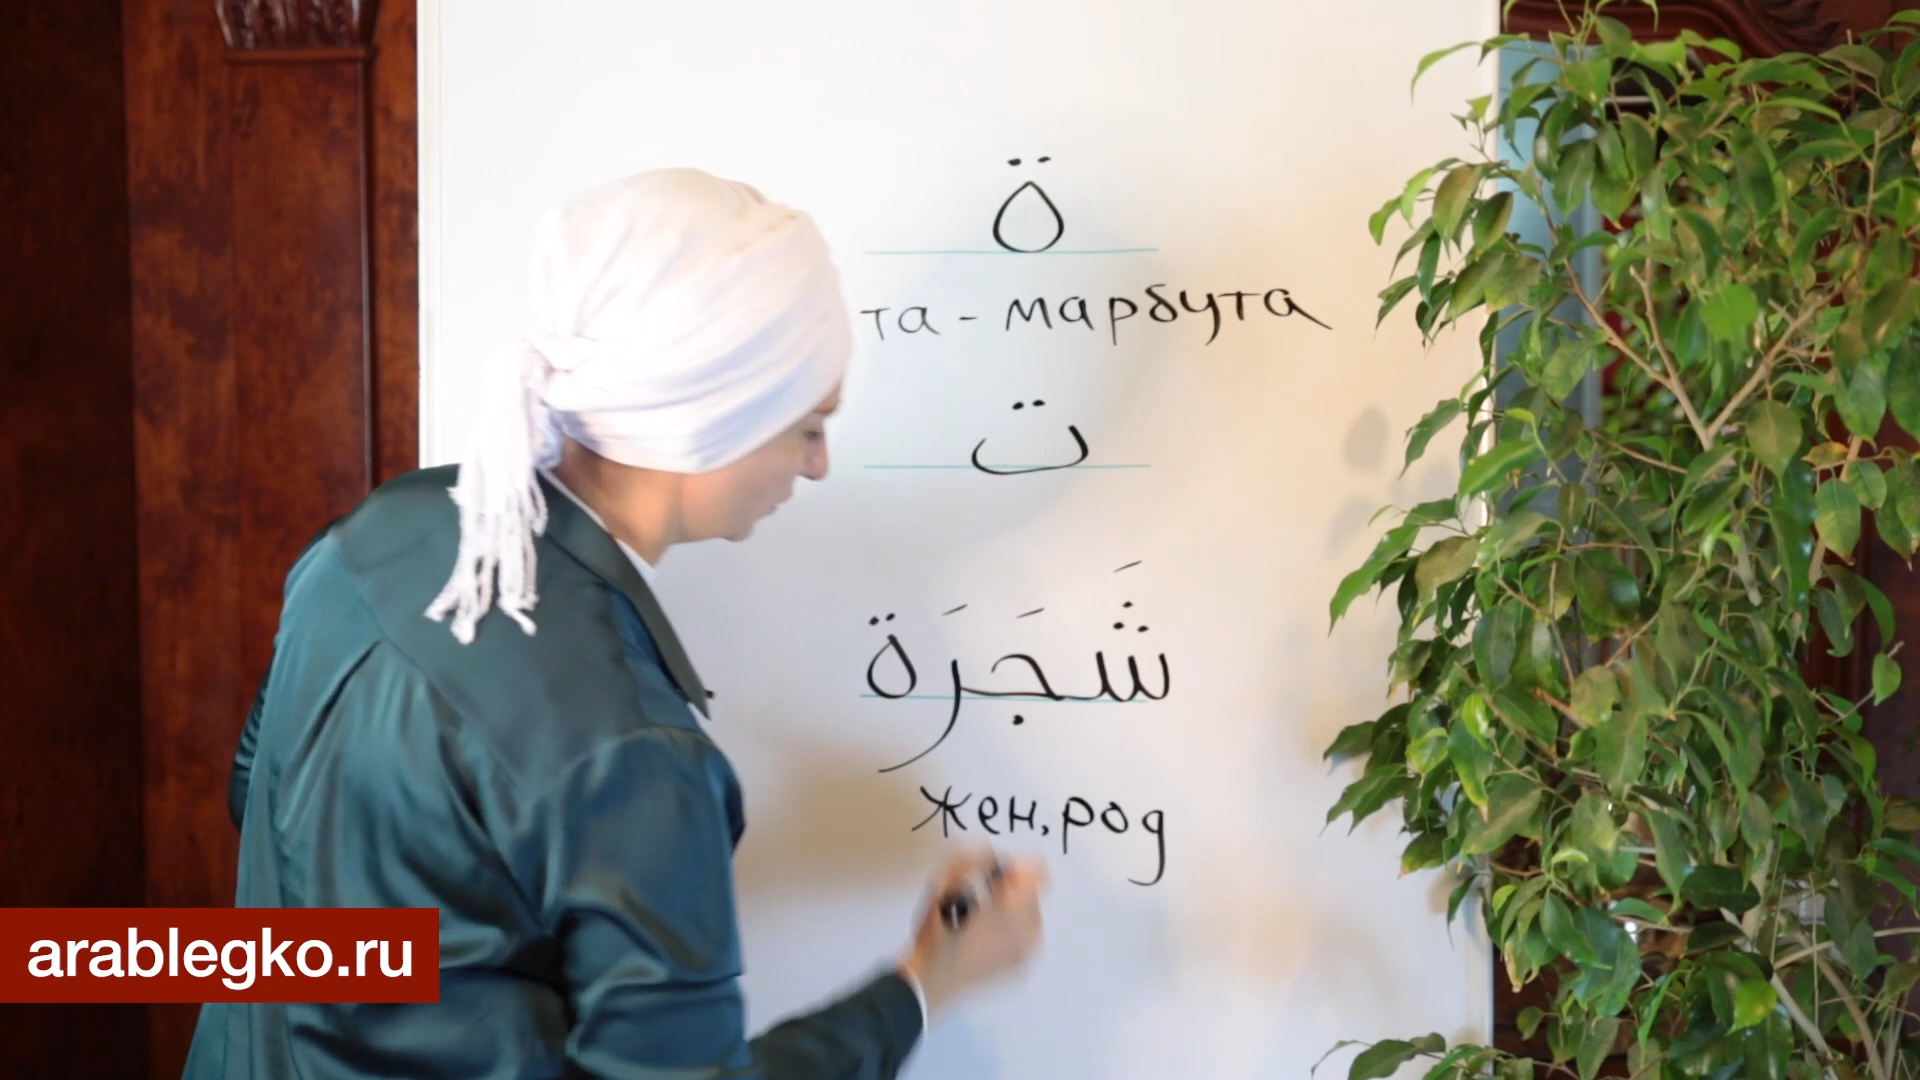 ة
та - марбута
ت
شَجَرَة
жен. род
arablegko.ru